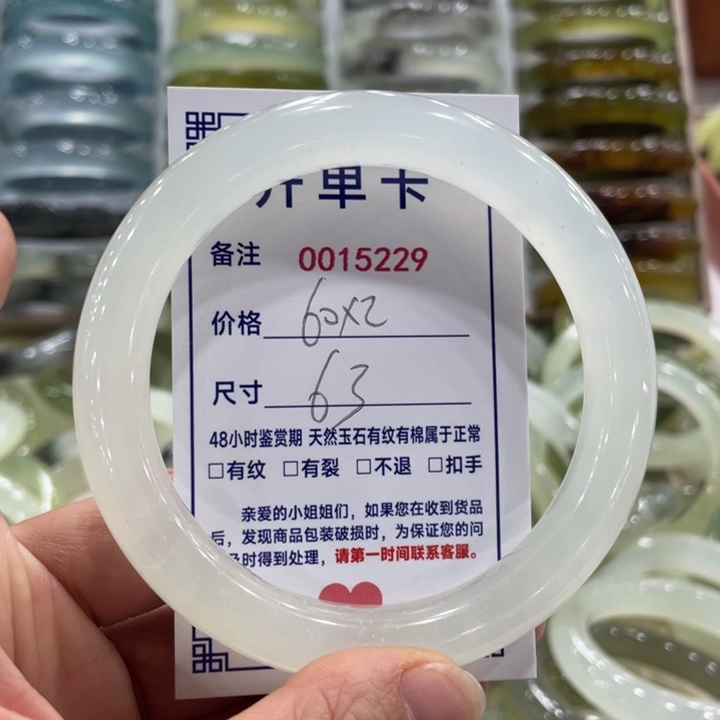 开单卡
备注 0015229
价格 60x2
尺寸 63
48小时鉴赏期 天然玉石有纹有棉属于正常
□有纹 □有裂 □不退 □扣手
亲爱的小姐姐们，如果您在收到货品
后，发现商品包装破损时，为保证您的问
及时得到处理，请第一时间联系客服。